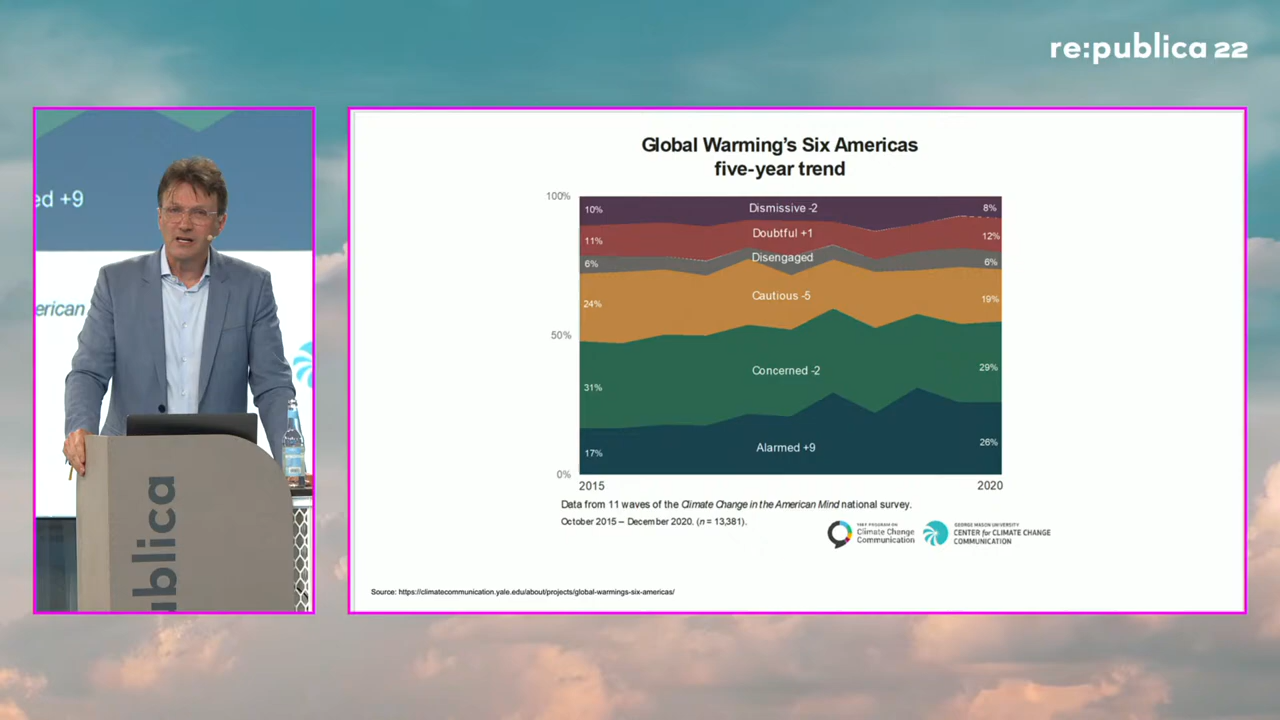 re:publica 22
ed +9
erican
ublica
Global Warming's Six Americas
five-year trend
100%
50%
0%
10%
Dismissive -2
8%
11%
Doubtful +1
12%
6%
Disengaged
6%
24%
Cautious -5
19%
31%
Concerned -2
29%
17%
Alarmed +9
26%
2015
2020
Data from 11 waves of the Climate Change in the American Mind national survey.
October 2015 – December 2020. (n = 13,381).
YALE PROGRAM ON
Climate Change
Communication
GEORGE MASON UNIVERSITY
CENTER for CLIMATE CHANGE
COMMUNICATION
Source: https://climatecommunication.yale.edu/about/projects/global-warmings-six-americas/